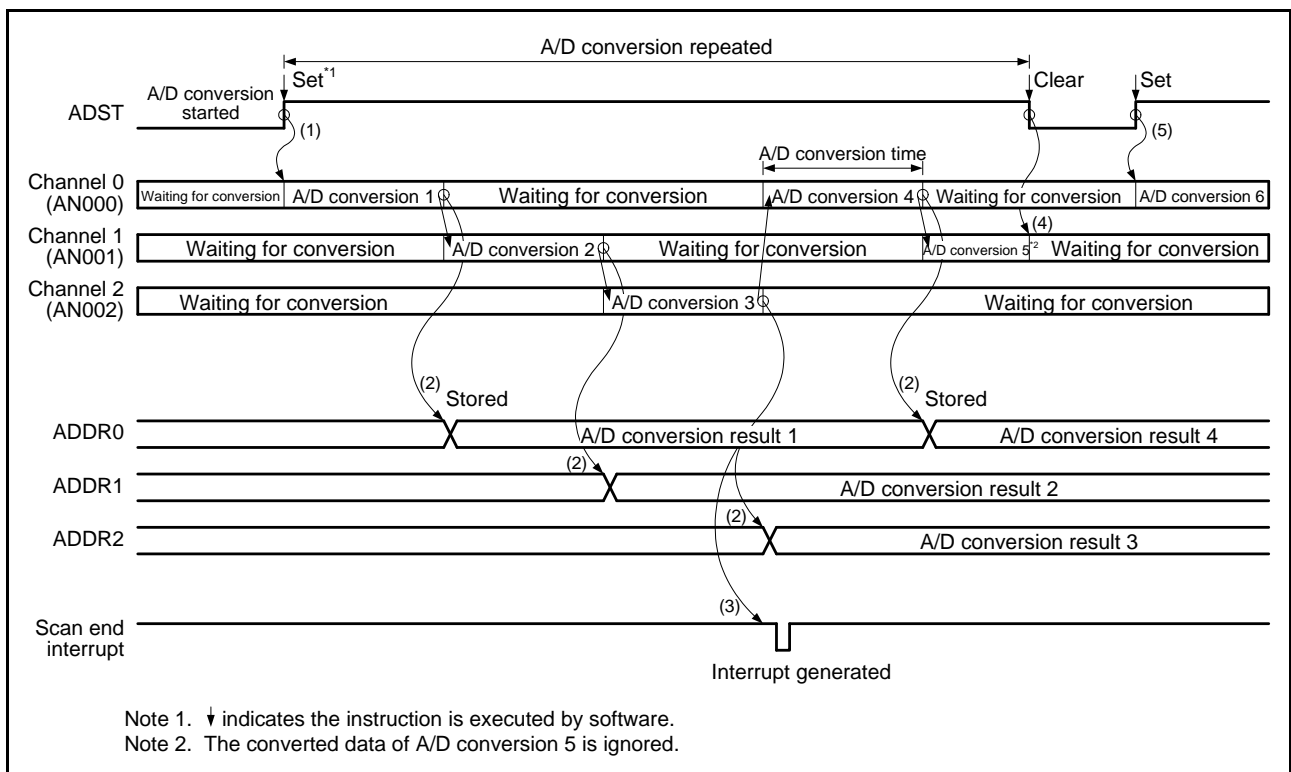 A/D conversion repeated
Set*1
Clear
Set
A/D conversion
started
ADST
(1)
(5)
A/D conversion time
Channel 0
(AN000)
Waiting for conversion
A/D conversion 1
Waiting for conversion
A/D conversion 4
Waiting for conversion
A/D conversion 6
(4)
Channel 1
(AN001)
Waiting for conversion
A/D conversion 2
Waiting for conversion
A/D conversion 5*2
Waiting for conversion
Channel 2
(AN002)
Waiting for conversion
A/D conversion 3
Waiting for conversion
(2)
Stored
(2)
Stored
ADDR0
A/D conversion result 1
A/D conversion result 4
(2)
ADDR1
A/D conversion result 2
(2)
ADDR2
A/D conversion result 3
(3)
Scan end
interrupt
Interrupt generated
Note 1. ↓ indicates the instruction is executed by software.
Note 2. The converted data of A/D conversion 5 is ignored.